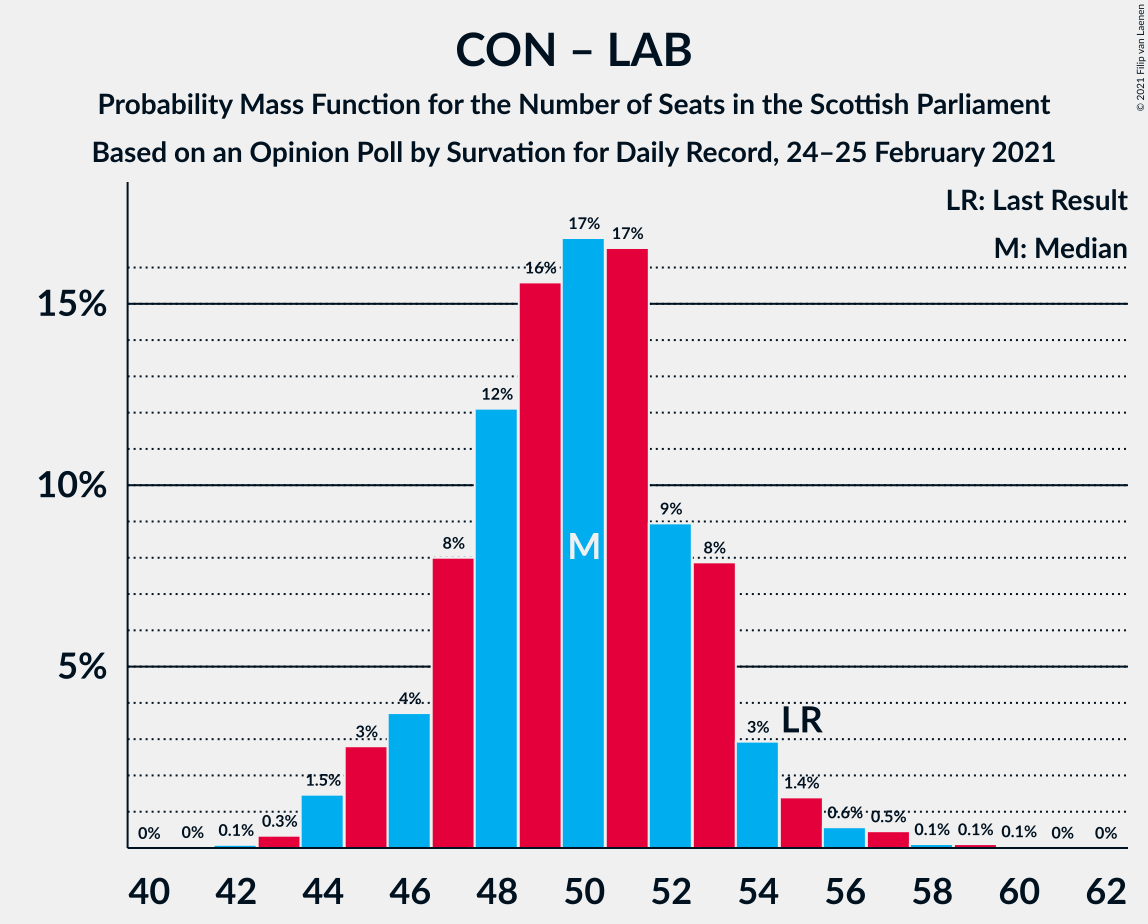 CON – LAB
Probability Mass Function for the Number of Seats in the Scottish Parliament
Based on an Opinion Poll by Survation for Daily Record, 24–25 February 2021
© 2021 Filip van Laenen
LR: Last Result
M: Median
15%
10%
5%
0% 0% 0.1% 0.3% 1.5% 3% 4% 8% 12% 16% 17% 17% 9% 8% 3% 1.4% 0.6% 0.5% 0.1% 0.1% 0.1% 0% 0%
M
LR
40 42 44 46 48 50 52 54 56 58 60 62